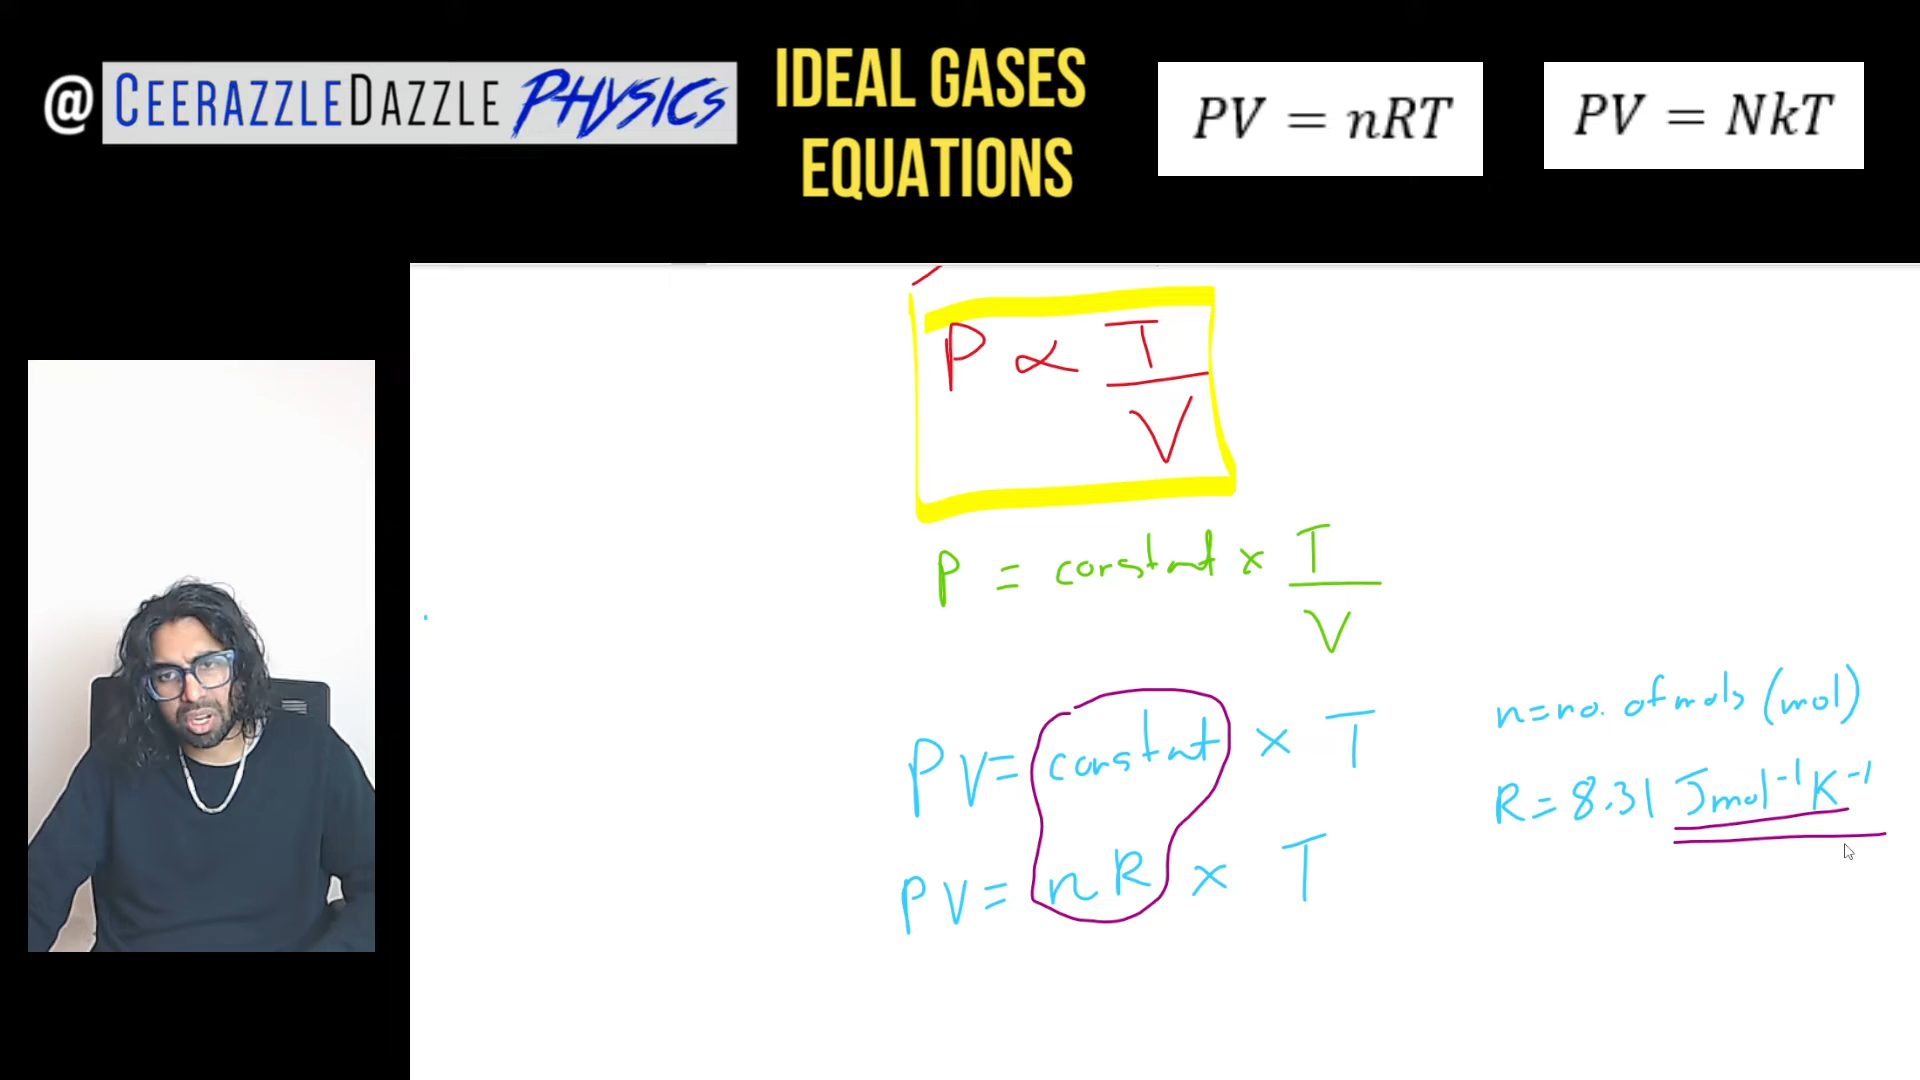 @CEERAZZLEDAZZLE PHYSICS
IDEAL GASES
EQUATIONS
PV = nRT
PV = NkT
P ∝ T/V
P = constant × T/V
PV = constant × T
PV = nR × T
n=no. of mols (mol)
R = 8.31 Jmol⁻¹K⁻¹